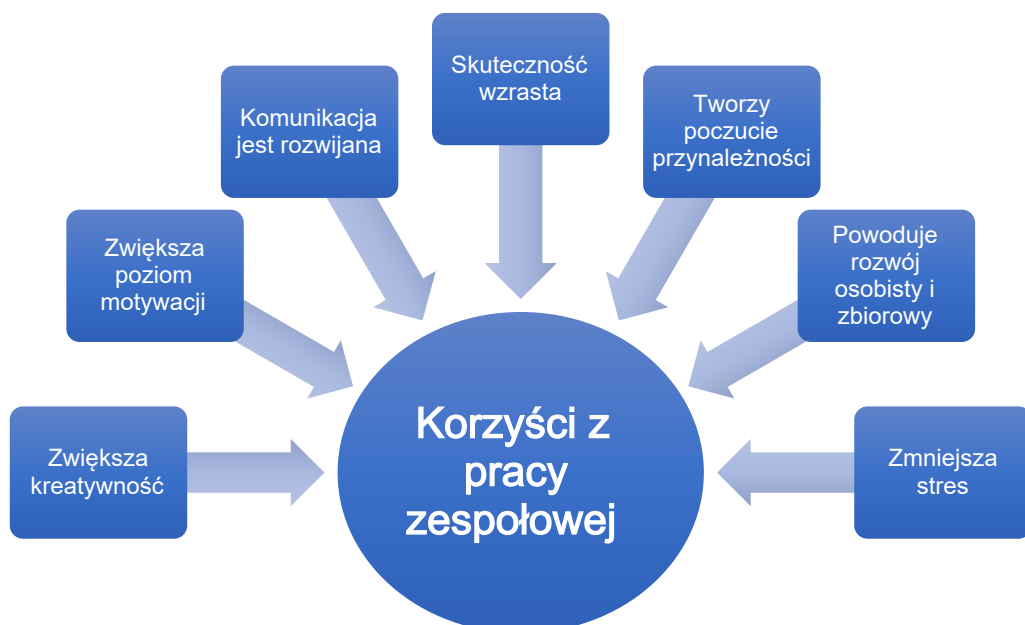 Skuteczność
wzrasta
Komunikacja
jest rozwijana
Tworzy
poczucie
przynależności
Zwiększa
poziom
motywacji
Powoduje
rozwój
osobisty i
zbiorowy
Zwiększa
kreatywność
Korzyści z
pracy
zespołowej
Zmniejsza
stres